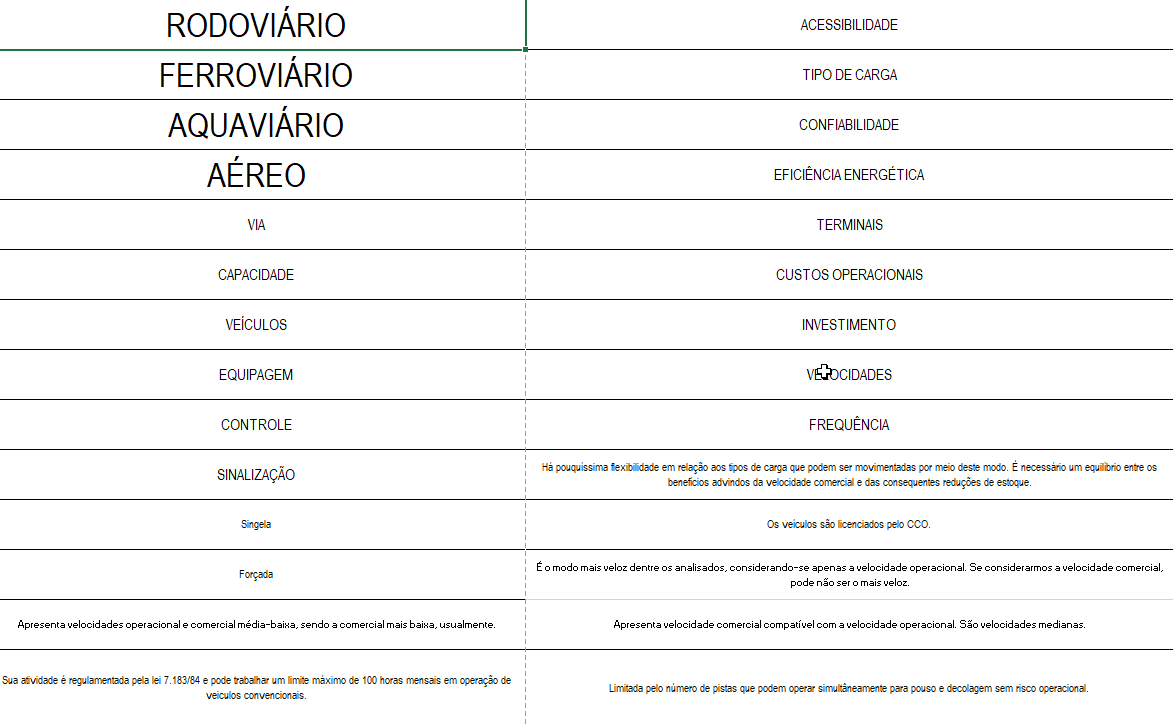 RODOVIÁRIO
ACESSIBILIDADE
FERROVIÁRIO
TIPO DE CARGA
AQUAVIÁRIO
CONFIABILIDADE
AÉREO
EFICIÊNCIA ENERGÉTICA
VIA
TERMINAIS
CAPACIDADE
CUSTOS OPERACIONAIS
VEÍCULOS
INVESTIMENTO
EQUIPAGEM
VELOCIDADES
CONTROLE
FREQUÊNCIA
SINALIZAÇÃO
Há pouquíssima flexibilidade em relação aos tipos de carga que podem ser movimentadas por meio deste modo. É necessário um equilíbrio entre os
benefícios advindos da velocidade comercial e das consequentes reduções de estoque.
Singela
Os veículos são licenciados pelo CCO.
Forçada
É o modo mais veloz dentre os analisados, considerando-se apenas a velocidade operacional. Se considerarmos a velocidade comercial,
pode não ser o mais veloz.
Apresenta velocidades operacional e comercial média-baixa, sendo a comercial mais baixa, usualmente.
Apresenta velocidade comercial compatível com a velocidade operacional. São velocidades medianas.
Sua atividade é regulamentada pela lei 7.183/84 e pode trabalhar um limite máximo de 100 horas mensais em operação de
veículos convencionais.
Limitada pelo número de pistas que podem operar simultâneamente para pouso e decolagem sem risco operacional.